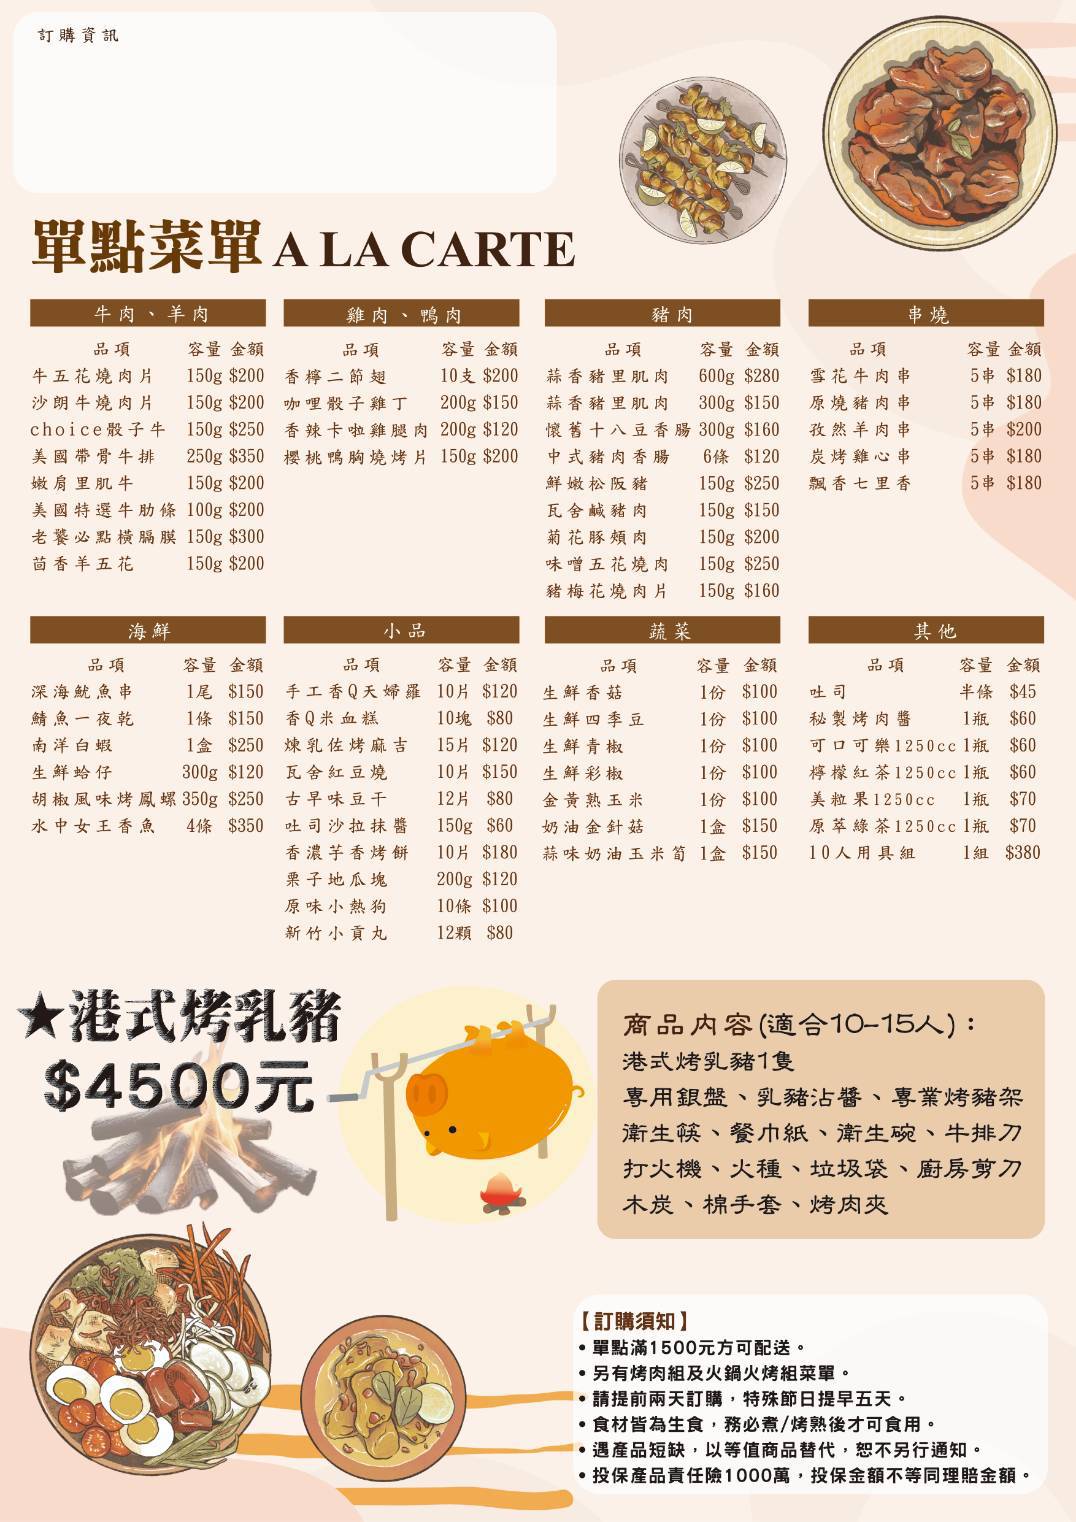 訂購資訊
單點菜單 A LA CARTE
牛肉、羊肉
品項 容量 金額
牛五花燒肉片 150g $200
沙朗牛燒肉片 150g $200
choice骰子牛 150g $250
美國帶骨牛排 250g $350
嫩肩里肌牛 150g $200
美國特選牛肋條 100g $200
老饕必點橫膈膜 150g $300
茴香羊五花 150g $200
雞肉、鴨肉
品項 容量 金額
香檸二節翅 10支 $200
咖哩骰子雞丁 200g $150
香辣卡啦雞腿肉 200g $120
櫻桃鴨胸燒烤片 150g $200
豬肉
品項 容量 金額
蒜香豬里肌肉 600g $280
蒜香豬里肌肉 300g $150
懷舊十八豆香腸 300g $160
中式豬肉香腸 6條 $120
鮮嫩松阪豬 150g $250
瓦舍鹹豬肉 150g $150
菊花豚頰肉 150g $200
味噌五花燒肉 150g $250
豬梅花燒肉片 150g $160
串燒
品項 容量 金額
雪花牛肉串 5串 $180
原燒豬肉串 5串 $180
孜然羊肉串 5串 $200
炭烤雞心串 5串 $180
飄香七里香 5串 $180
海鮮
品項 容量 金額
深海魷魚串 1尾 $150
鯖魚一夜乾 1條 $150
南洋白蝦 1盒 $250
生鮮蛤仔 300g $120
胡椒風味烤鳳螺 350g $250
水中女王香魚 4條 $350
小品
品項 容量 金額
手工香Q天婦羅 10片 $120
香Q米血糕 10塊 $80
煉乳佐烤麻吉 15片 $120
瓦舍紅豆燒 10片 $150
古早味豆干 12片 $80
吐司沙拉抹醬 150g $60
香濃芋香烤餅 10片 $180
栗子地瓜塊 200g $120
原味小熱狗 10條 $100
新竹小貢丸 12顆 $80
蔬菜
品項 容量 金額
生鮮香菇 1份 $100
生鮮四季豆 1份 $100
生鮮青椒 1份 $100
生鮮彩椒 1份 $100
金黃熟玉米 1份 $100
奶油金針菇 1盒 $150
蒜味奶油玉米筍 1盒 $150
其他
品項 容量 金額
吐司 半條 $45
秘製烤肉醬 1瓶 $60
可口可樂1250cc 1瓶 $60
檸檬紅茶1250cc 1瓶 $60
美粒果1250cc 1瓶 $70
原萃綠茶1250cc 1瓶 $70
10人用具組 1組 $380
★港式烤乳豬
$4500元
商品內容(適合10-15人)：
港式烤乳豬1隻
專用銀盤、乳豬沾醬、專業烤豬架
衛生筷、餐巾紙、衛生碗、牛排刀
打火機、火種、垃圾袋、廚房剪刀
木炭、棉手套、烤肉夾
【訂購須知】
•單點滿1500元方可配送。
•另有烤肉組及火鍋火烤組菜單。
•請提前兩天訂購，特殊節日提早五天。
•食材皆為生食，務必煮/烤熟後才可食用。
•遇產品短缺，以等值商品替代，恕不另行通知。
•投保產品責任險1000萬，投保金額不等同理賠金額。